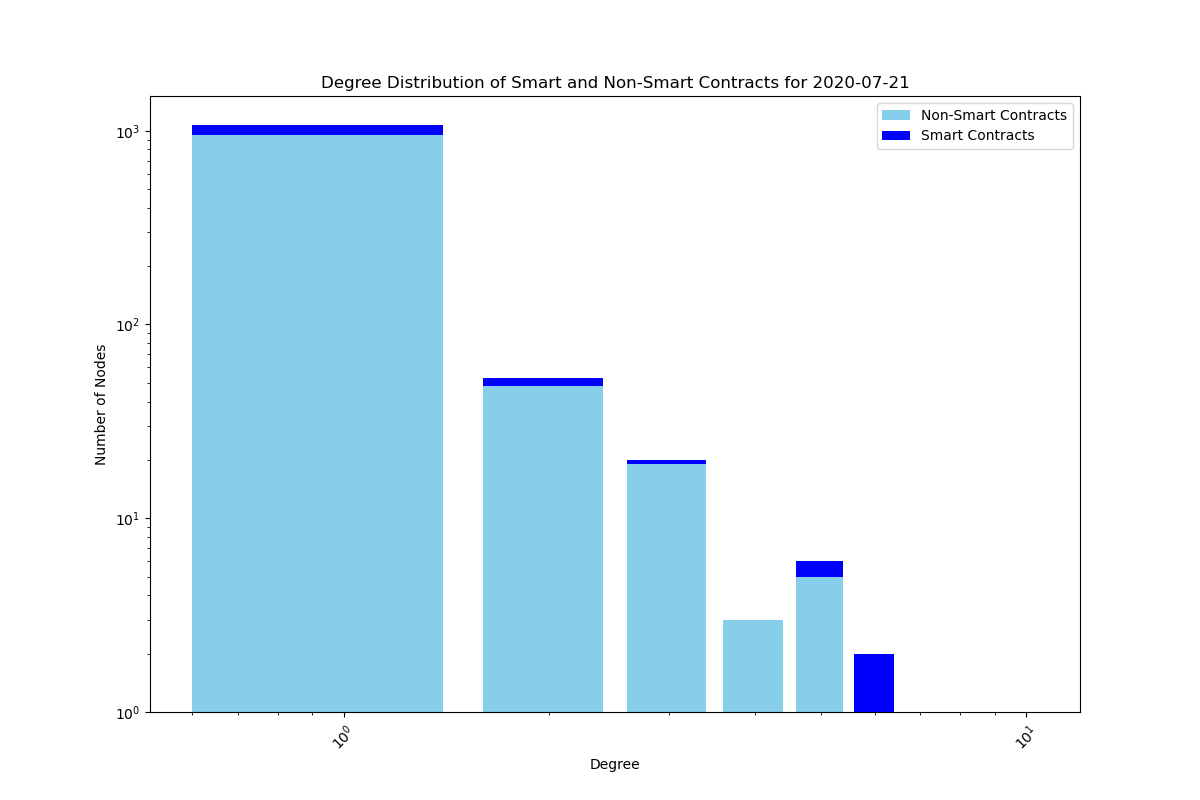 Degree Distribution of Smart and Non-Smart Contracts for 2020-07-21
Non-Smart Contracts
Smart Contracts
10³
10²
10¹
10⁰
Number of Nodes
10⁰ 10¹
Degree